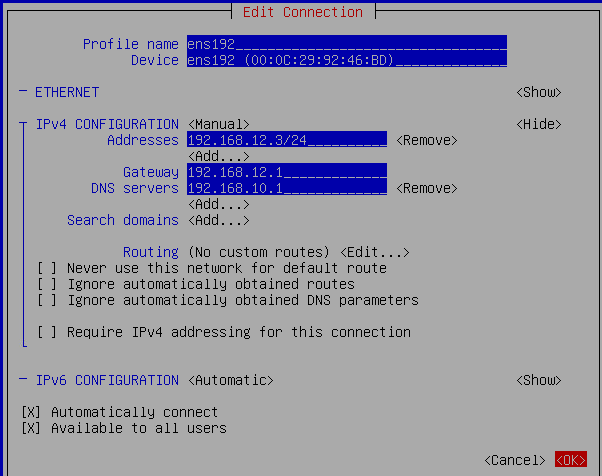 Edit Connection
Profile name ens192
Device ens192 (00:0C:29:92:46:BD)
ETHERNET <Show>
IPv4 CONFIGURATION <Manual> <Hide>
Addresses 192.168.12.3/24 <Remove>
<Add...>
Gateway 192.168.12.1
DNS servers 192.168.10.1 <Remove>
<Add...>
Search domains <Add...>
Routing (No custom routes) <Edit...>
[ ] Never use this network for default route
[ ] Ignore automatically obtained routes
[ ] Ignore automatically obtained DNS parameters
[ ] Require IPv4 addressing for this connection
IPv6 CONFIGURATION <Automatic> <Show>
[X] Automatically connect
[X] Available to all users
<Cancel> <OK>